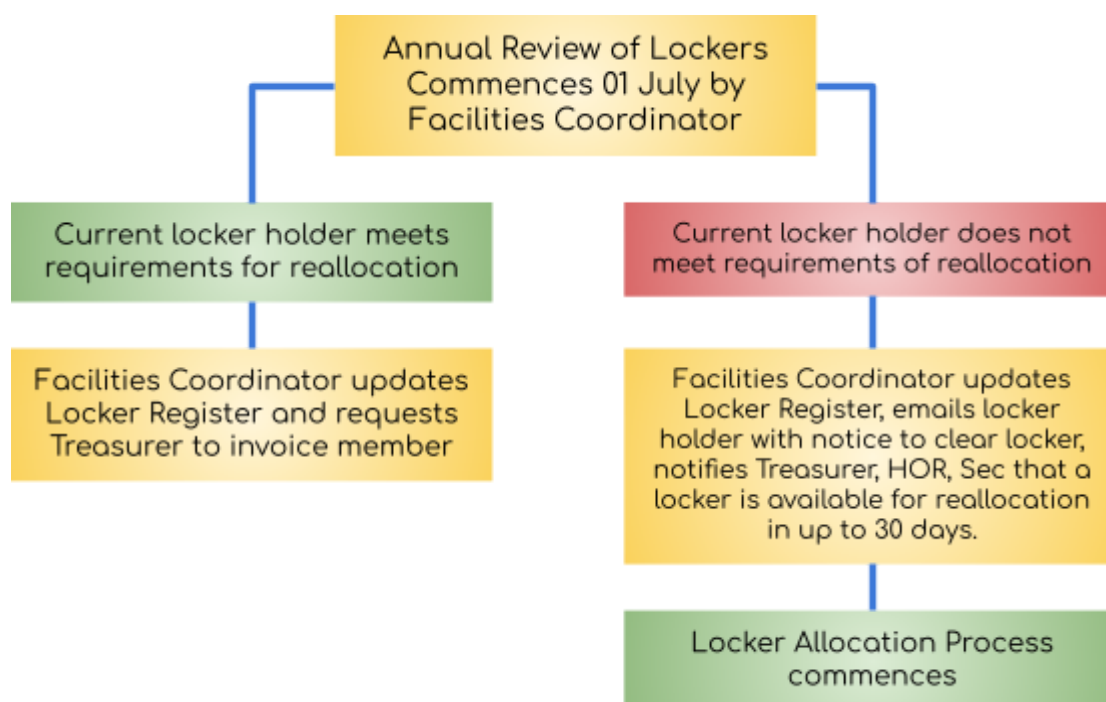 Annual Review of Lockers
Commences 01 July by
Facilities Coordinator
Current locker holder meets
requirements for reallocation
Current locker holder does not
meet requirements of reallocation
Facilities Coordinator updates
Locker Register and requests
Treasurer to invoice member
Facilities Coordinator updates
Locker Register, emails locker
holder with notice to clear locker,
notifies Treasurer, HOR, Sec that a
locker is available for reallocation
in up to 30 days.
Locker Allocation Process
commences